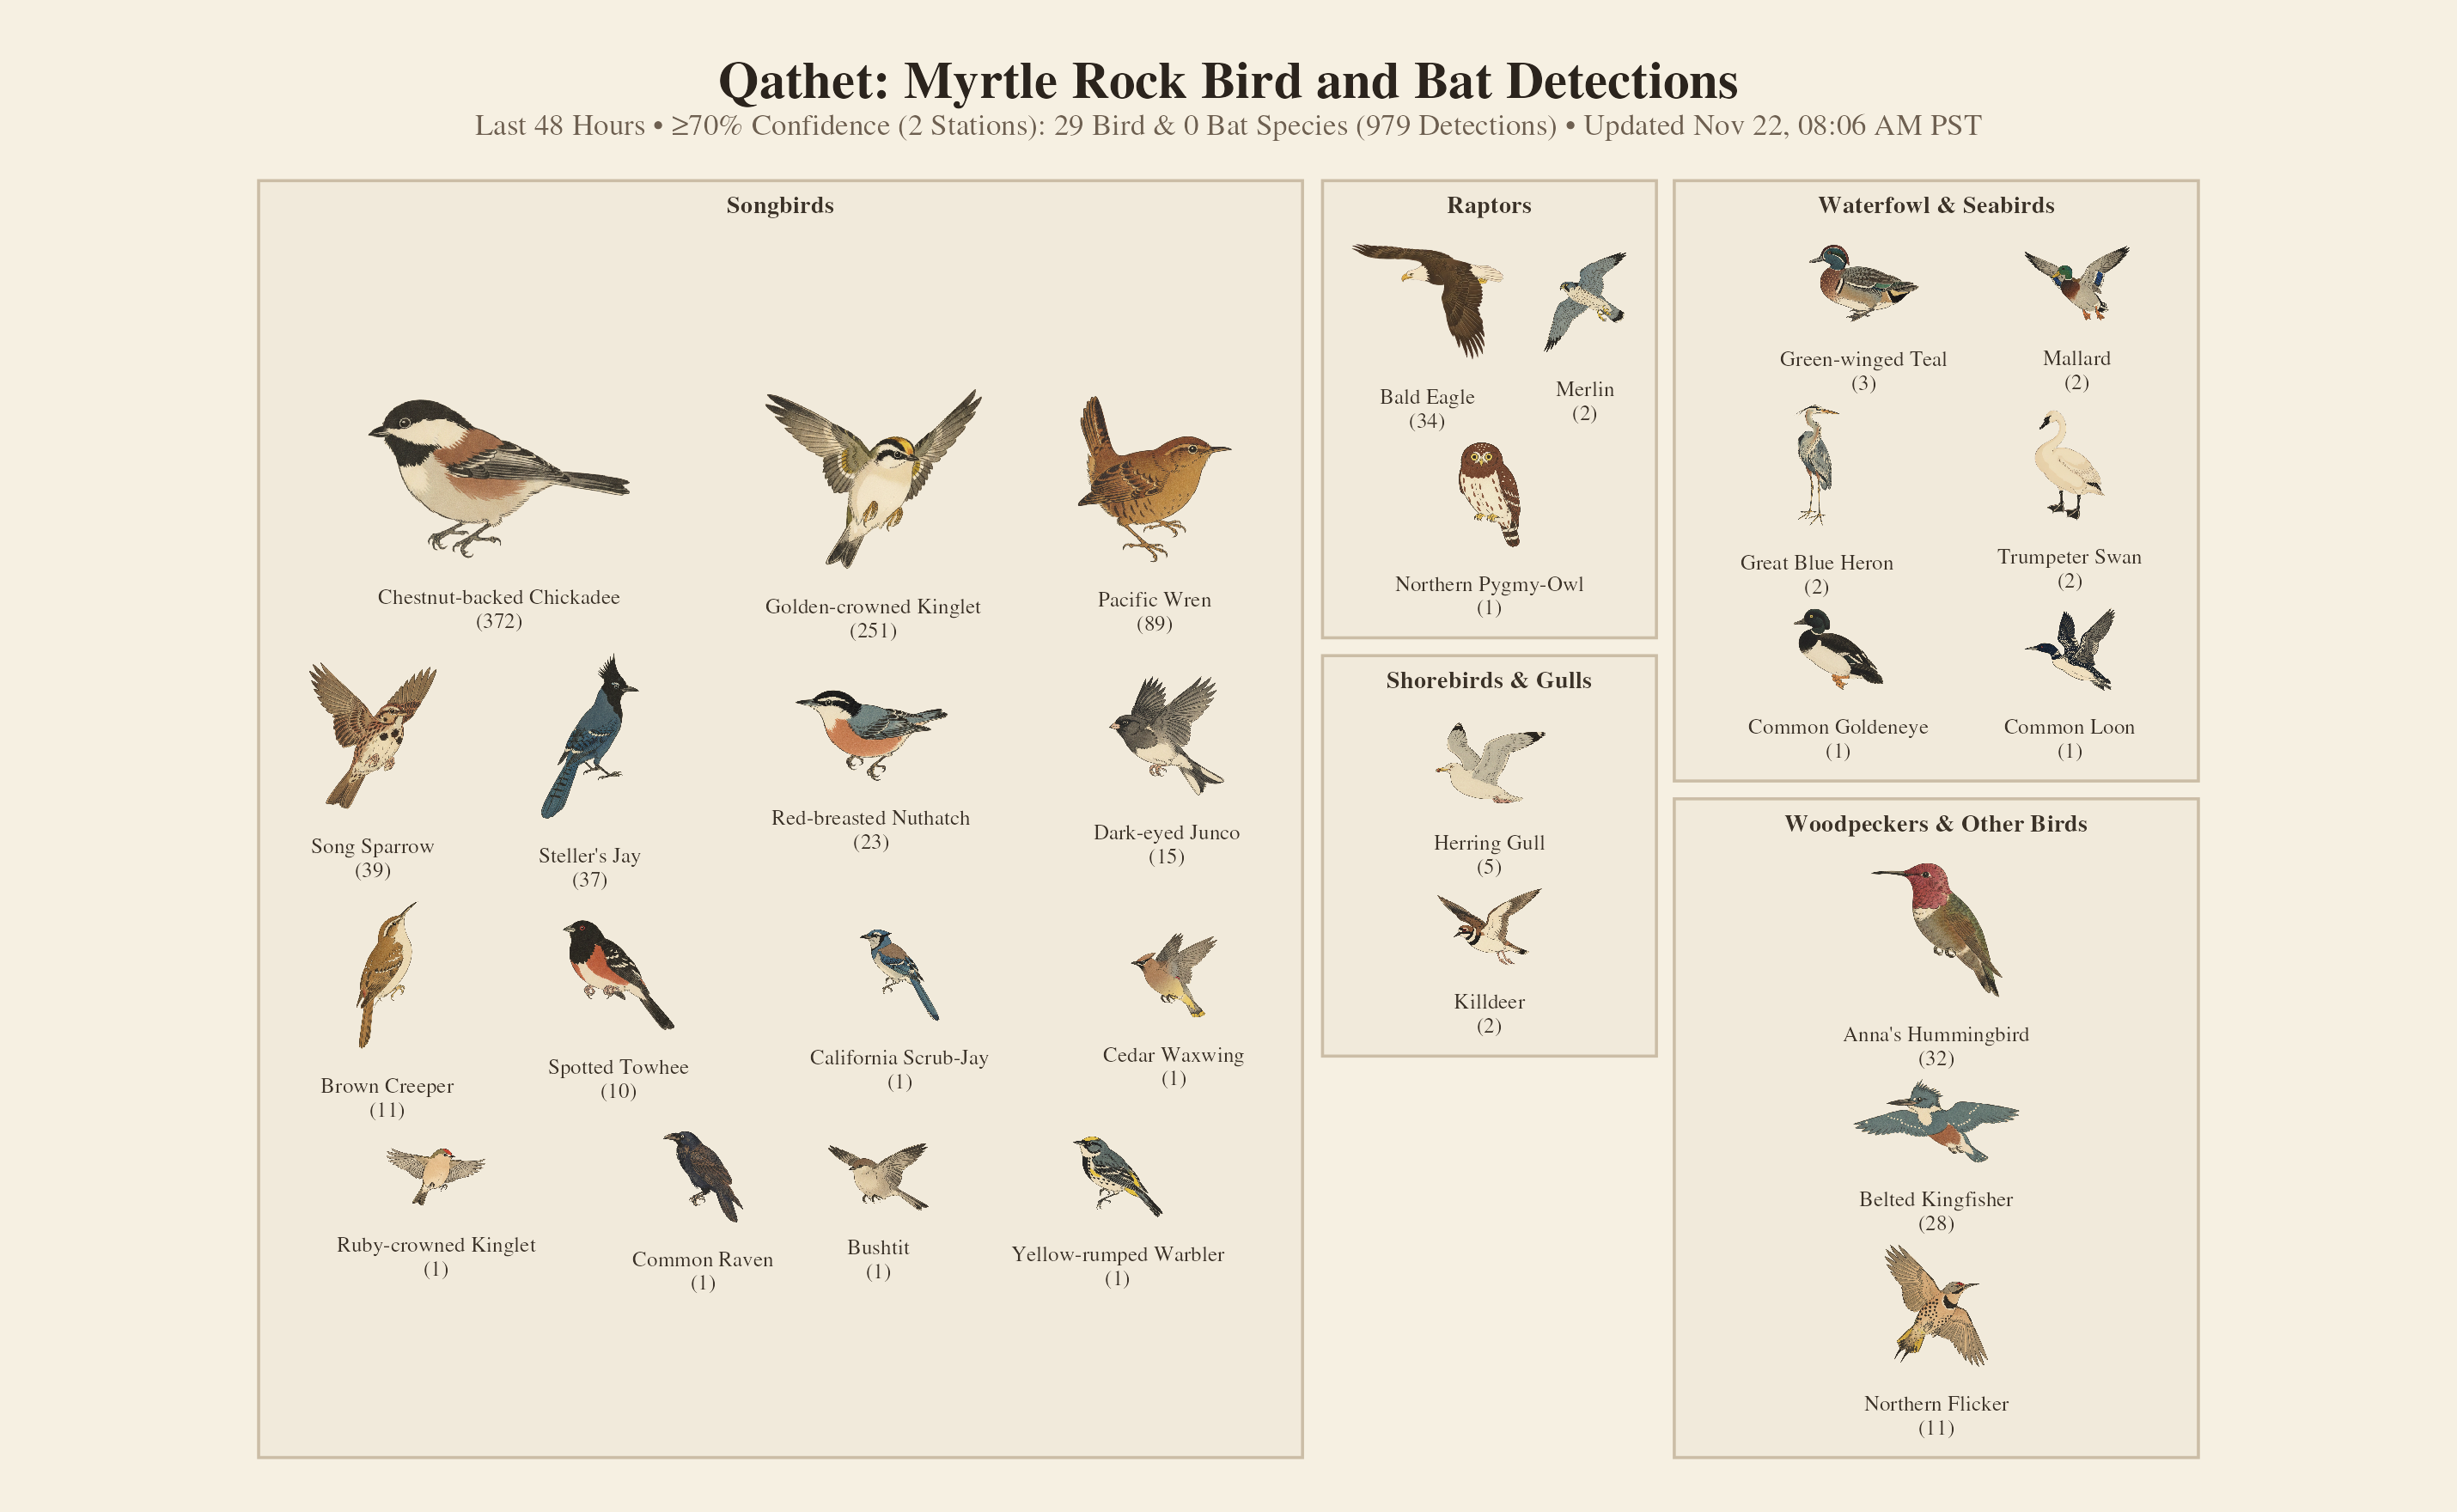 Qathet: Myrtle Rock Bird and Bat Detections
Last 48 Hours • ≥70% Confidence (2 Stations): 29 Bird & 0 Bat Species (979 Detections) • Updated Nov 22, 08:06 AM PST
Songbirds
Chestnut-backed Chickadee
(372)
Golden-crowned Kinglet
(251)
Pacific Wren
(89)
Song Sparrow
(39)
Steller's Jay
(37)
Red-breasted Nuthatch
(23)
Dark-eyed Junco
(15)
Brown Creeper
(11)
Spotted Towhee
(10)
California Scrub-Jay
(1)
Cedar Waxwing
(1)
Ruby-crowned Kinglet
(1)
Common Raven
(1)
Bushtit
(1)
Yellow-rumped Warbler
(1)
Raptors
Bald Eagle
(34)
Merlin
(2)
Northern Pygmy-Owl
(1)
Shorebirds & Gulls
Herring Gull
(5)
Killdeer
(2)
Waterfowl & Seabirds
Green-winged Teal
(3)
Mallard
(2)
Great Blue Heron
(2)
Trumpeter Swan
(2)
Common Goldeneye
(1)
Common Loon
(1)
Woodpeckers & Other Birds
Anna's Hummingbird
(32)
Belted Kingfisher
(28)
Northern Flicker
(11)